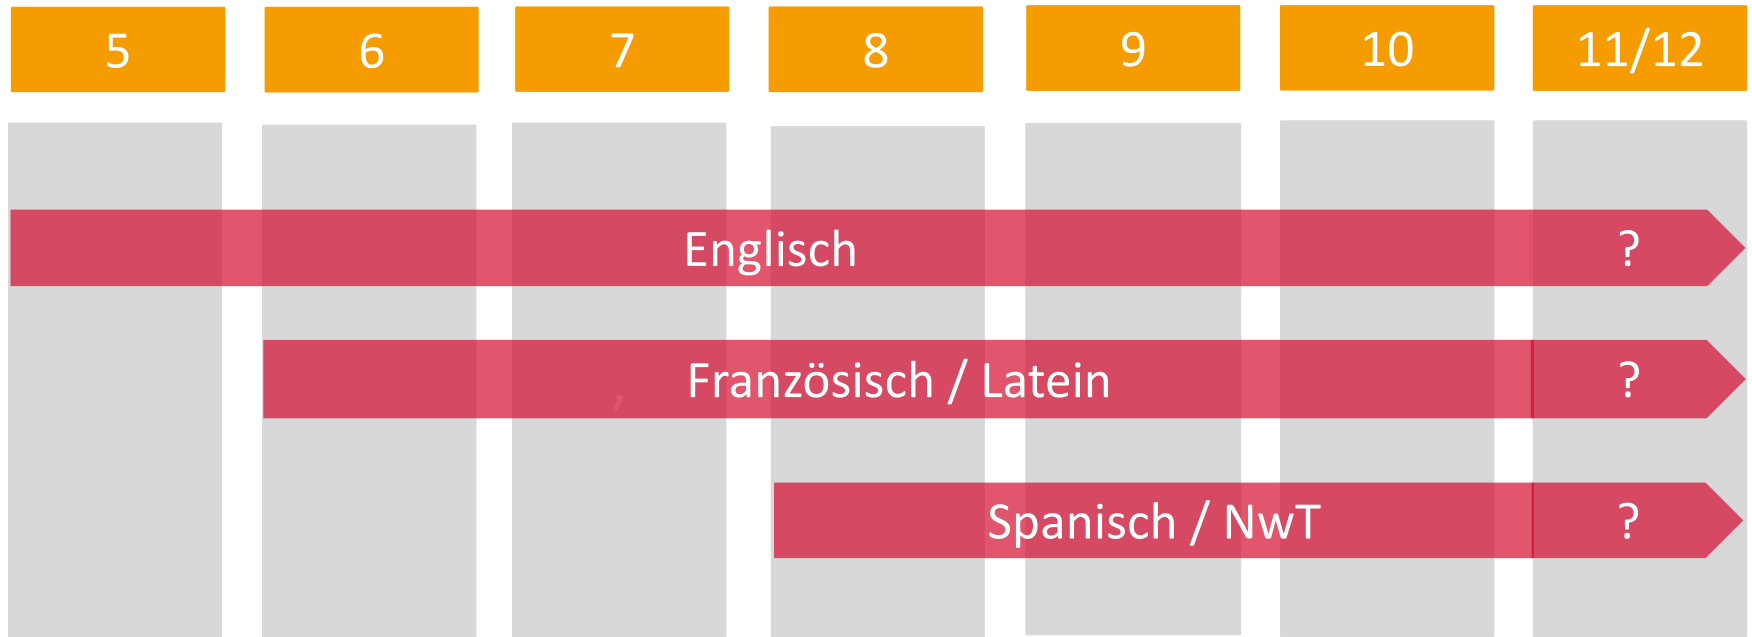 5 6 7 8 9 10 11/12
Englisch ?
, Französisch / Latein ?
Spanisch / NwT ?